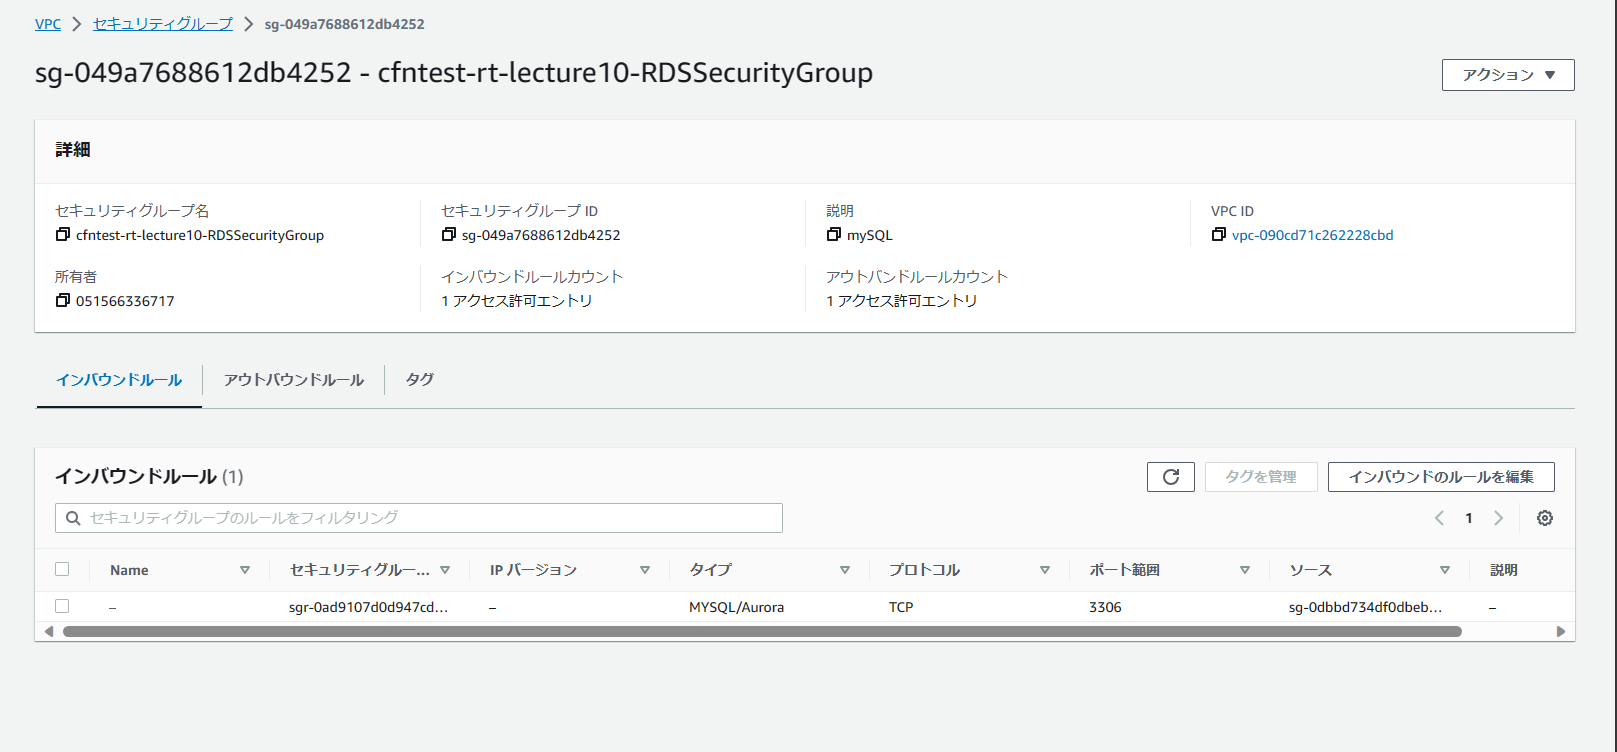 VPC > セキュリティグループ > sg-049a7688612db4252
sg-049a7688612db4252 - cfntest-rt-lecture10-RDSSecurityGroup
アクション ▼
詳細
セキュリティグループ名
cfntest-rt-lecture10-RDSSecurityGroup
セキュリティグループ ID
sg-049a7688612db4252
説明
mySQL
VPC ID
vpc-090cd71c262228cbd
所有者
051566336717
インバウンドルールカウント
1 アクセス許可エントリ
アウトバンドルールカウント
1 アクセス許可エントリ
インバウンドルール アウトバウンドルール タグ
インバウンドルール (1)
タグを管理 インバウンドのルールを編集
セキュリティグループのルールをフィルタリング
1
Name セキュリティグルー... IP バージョン タイプ プロトコル ポート範囲 ソース 説明
– sgr-0ad9107d0d947cd... – MYSQL/Aurora TCP 3306 sg-0dbbd734df0dbeb... –